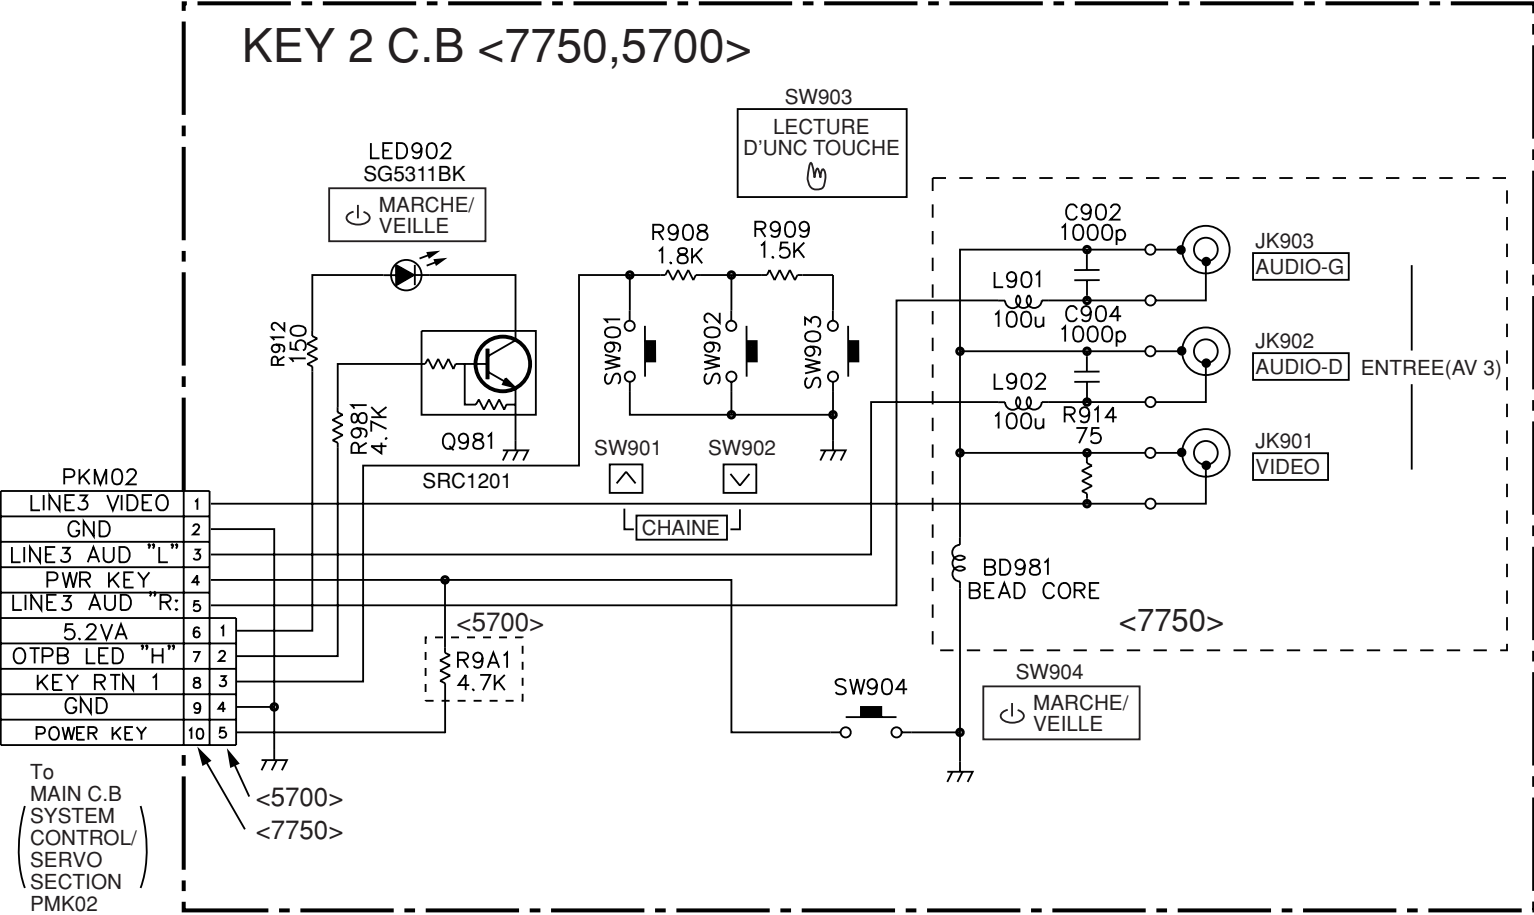 KEY 2 C.B <7750,5700>
SW903
LECTURE
D'UNC TOUCHE
LED902
SG5311BK
MARCHE/
VEILLE
R908
1.8K
R909
1.5K
C902
1000p
JK903
AUDIO-G
L901
100u
C904
1000p
R912
150
SW901
SW902
SW903
JK902
AUDIO-D
ENTREE(AV 3)
L902
100u
R914
75
R981
4.7K
Q981
SRC1201
SW901
SW902
CHAINE
JK901
VIDEO
PKM02
LINE3 VIDEO 1
GND 2
LINE3 AUD "L" 3
PWR KEY 4
LINE3 AUD "R: 5
5.2VA 6 1
OTPB LED "H" 7 2
KEY RTN 1 8 3
GND 9 4
POWER KEY 10 5
BD981
BEAD CORE
<7750>
<5700>
R9A1
4.7K
SW904
SW904
MARCHE/
VEILLE
<5700>
<7750>
To
MAIN C.B
SYSTEM
CONTROL/
SERVO
SECTION
PMK02